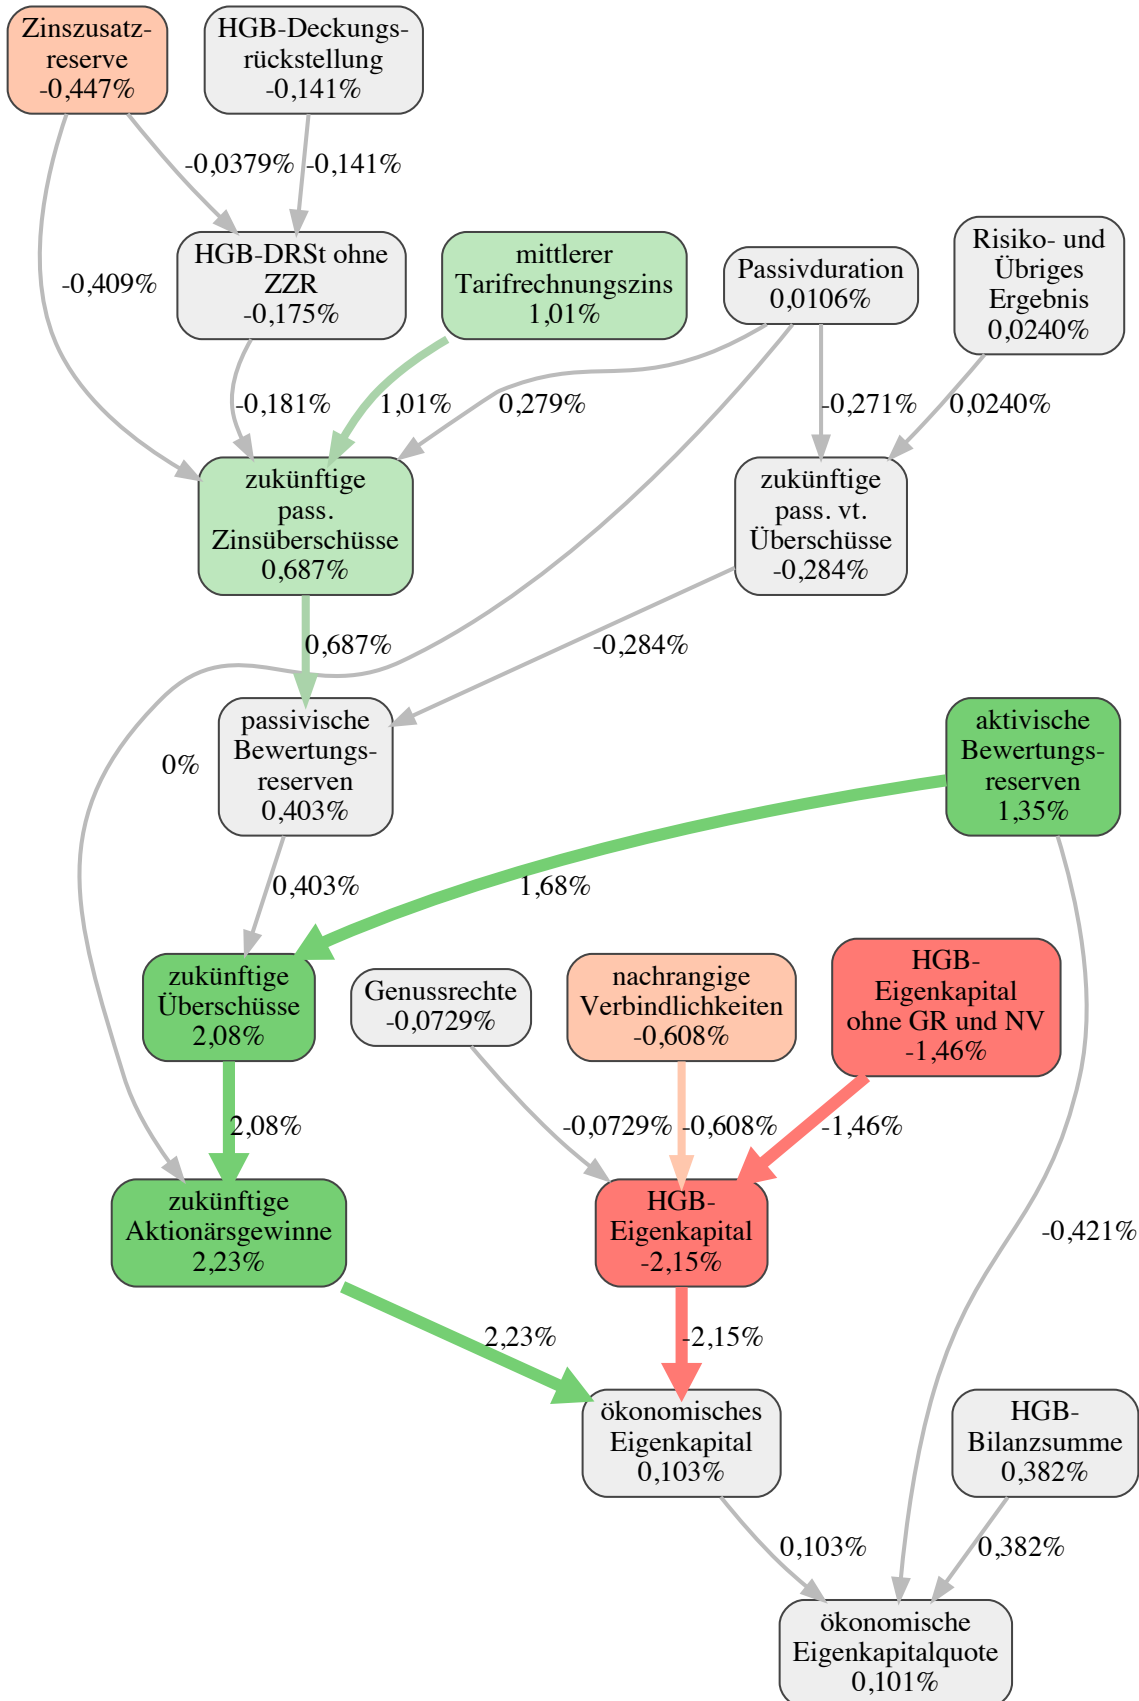 Zinszusatz-
reserve
-0,447%
HGB-Deckungs-
rückstellung
-0,141%
-0,0379%
-0,141%
HGB-DRSt ohne
ZZR
-0,175%
mittlerer
Tarifrechnungszins
1,01%
Passivduration
0,0106%
Risiko- und
Übriges
Ergebnis
0,0240%
-0,409%
-0,181%
1,01%
0,279%
-0,271%
0,0240%
zukünftige
pass.
Zinsüberschüsse
0,687%
zukünftige
pass. vt.
Überschüsse
-0,284%
0,687%
-0,284%
passivische
Bewertungs-
reserven
0,403%
aktivische
Bewertungs-
reserven
1,35%
0%
0,403%
1,68%
zukünftige
Überschüsse
2,08%
Genussrechte
-0,0729%
nachrangige
Verbindlichkeiten
-0,608%
HGB-
Eigenkapital
ohne GR und NV
-1,46%
2,08%
-0,0729%
-0,608%
-1,46%
zukünftige
Aktionärsgewinne
2,23%
HGB-
Eigenkapital
-2,15%
-0,421%
2,23%
-2,15%
ökonomisches
Eigenkapital
0,103%
HGB-
Bilanzsumme
0,382%
0,103%
0,382%
ökonomische
Eigenkapitalquote
0,101%